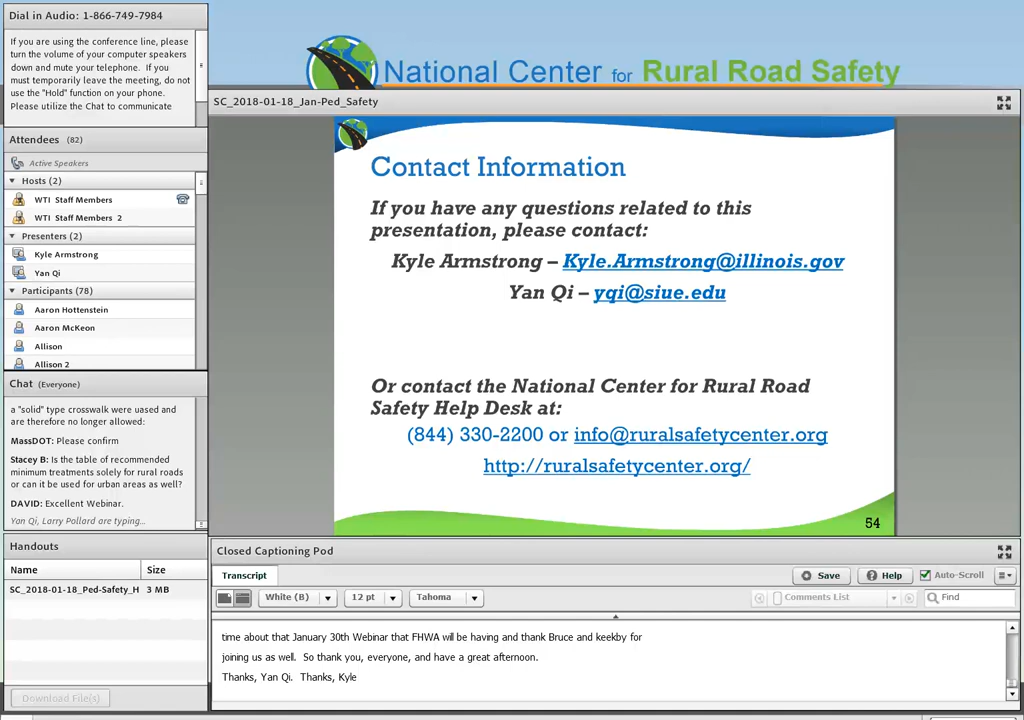 Dial in Audio: 1-866-749-7984
If you are using the conference line, please
turn the volume of your computer speakers
down and mute your telephone. If you
must temporarily leave the meeting, do not
use the "Hold" function on your phone.
Please utilize the Chat to communicate
Attendees (82)
Active Speakers
Hosts (2)
WTI Staff Members
WTI Staff Members 2
Presenters (2)
Kyle Armstrong
Yan Qi
Participants (78)
Aaron Hottenstein
Aaron McKeon
Allison
Allison 2
Chat (Everyone)
a "solid" type crosswalk were uased and
are therefore no longer allowed:
MassDOT: Please confirm
Stacey B: Is the table of recommended
minimum treatments solely for rural roads
or can it be used for urban areas as well?
DAVID: Excellent Webinar.
Yan Qi, Larry Pollard are typing...
Handouts
Name Size
SC_2018-01-18_Ped-Safety_H 3 MB
Download File(s)
National Center for Rural Road Safety
SC_2018-01-18_Jan-Ped_Safety
Contact Information
If you have any questions related to this
presentation, please contact:
Kyle Armstrong – Kyle.Armstrong@illinois.gov
Yan Qi – yqi@siue.edu
Or contact the National Center for Rural Road
Safety Help Desk at:
(844) 330-2200 or info@ruralsafetycenter.org
http://ruralsafetycenter.org/
54
Closed Captioning Pod
Transcript
Save
Help
Auto-Scroll
White (B)
12 pt
Tahoma
Comments List
Find
time about that January 30th Webinar that FHWA will be having and thank Bruce and keekby for
joining us as well. So thank you, everyone, and have a great afternoon.
Thanks, Yan Qi. Thanks, Kyle